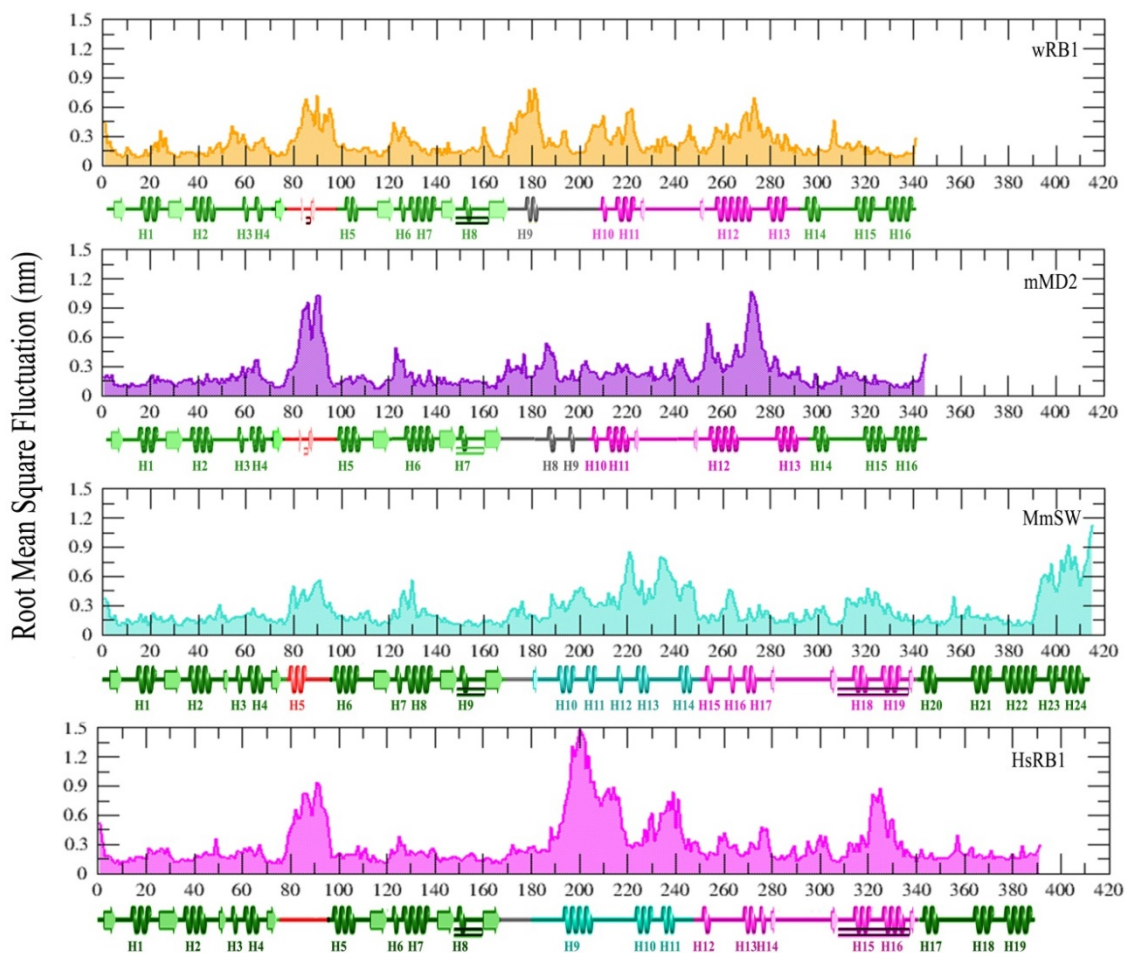 Root Mean Square Fluctuation (nm)
1.5
1.2
0.9
0.6
0.3
0
wRB1
0 20 40 60 80 100 120 140 160 180 200 220 240 260 280 300 320 340 360 380 400 420
H1 H2 H3 H4 H5 H6 H7 H8 H9 H10 H11 H12 H13 H14 H15 H16
1.5
1.2
0.9
0.6
0.3
0
mMD2
0 20 40 60 80 100 120 140 160 180 200 220 240 260 280 300 320 340 360 380 400 420
H1 H2 H3 H4 H5 H6 H7 H8 H9 H10 H11 H12 H13 H14 H15 H16
1.5
1.2
0.9
0.6
0.3
0
MmSW
0 20 40 60 80 100 120 140 160 180 200 220 240 260 280 300 320 340 360 380 400 420
H1 H2 H3 H4 H5 H6 H7 H8 H9 H10 H11 H12 H13 H14 H15 H16 H17 H18 H19 H20 H21 H22 H23 H24
1.5
1.2
0.9
0.6
0.3
0
HsRB1
0 20 40 60 80 100 120 140 160 180 200 220 240 260 280 300 320 340 360 380 400 420
H1 H2 H3 H4 H5 H6 H7 H8 H9 H10 H11 H12 H13 H14 H15 H16 H17 H18 H19